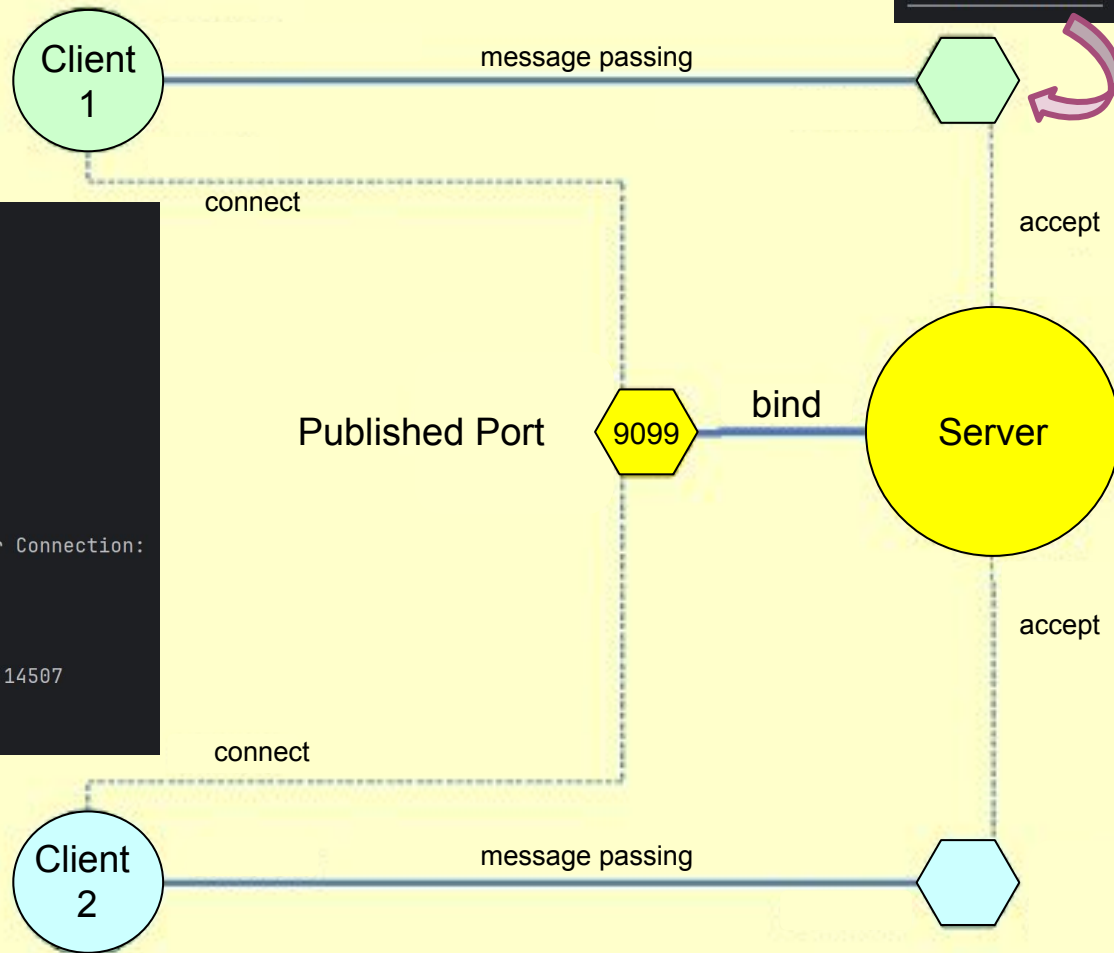 Client
1
message passing
connect
accept
Connection:
Published Port
9099
bind
Server
14507
accept
connect
Client
2
message passing